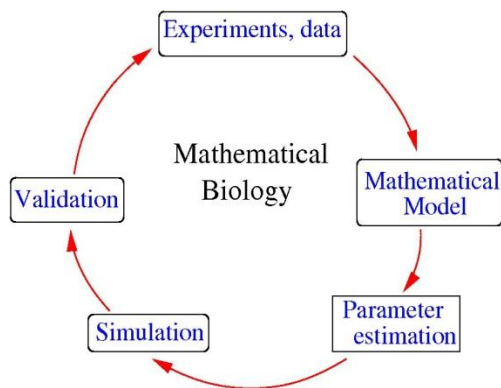 Experiments, data
Mathematical
Biology
Mathematical
Model
Parameter
estimation
Simulation
Validation